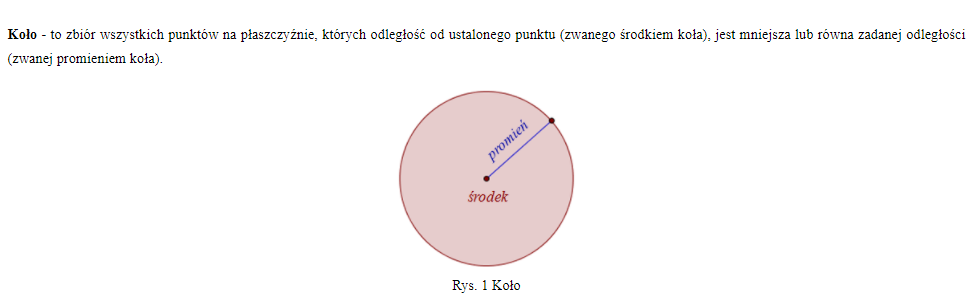 Koło - to zbiór wszystkich punktów na płaszczyźnie, których odległość od ustalonego punktu (zwanego środkiem koła), jest mniejsza lub równa zadanej odległości
(zwanej promieniem koła).
promień
środek
Rys. 1 Koło